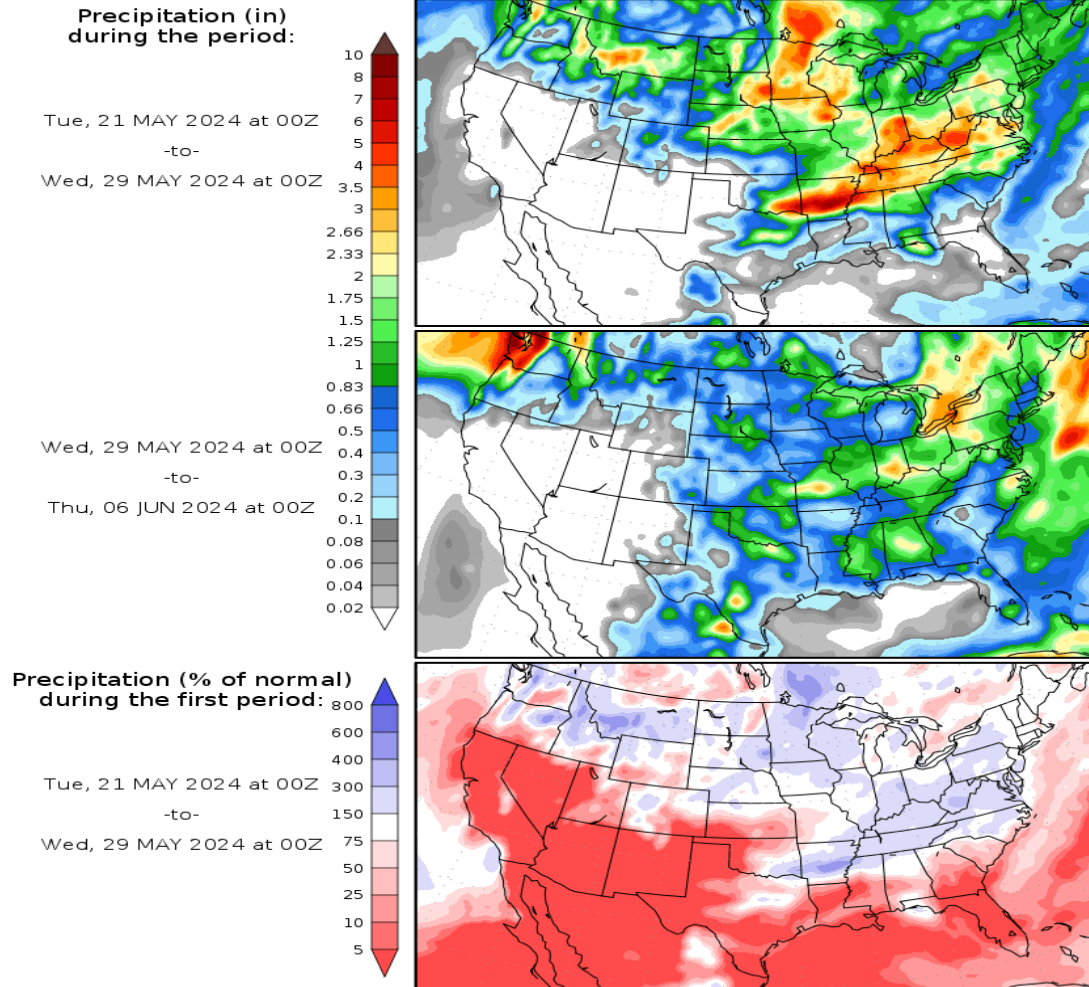 Precipitation (in)
during the period:
10
8
7
6
5
4
3.5
3
2.66
2.33
2
1.75
1.5
1.25
1
0.83
0.66
0.5
0.4
0.3
0.2
0.1
0.08
0.06
0.04
0.02
Tue, 21 MAY 2024 at 00Z
-to-
Wed, 29 MAY 2024 at 00Z
Wed, 29 MAY 2024 at 00Z
-to-
Thu, 06 JUN 2024 at 00Z
Precipitation (% of normal)
during the first period:
800
600
400
300
150
75
50
25
10
5
Tue, 21 MAY 2024 at 00Z
-to-
Wed, 29 MAY 2024 at 00Z